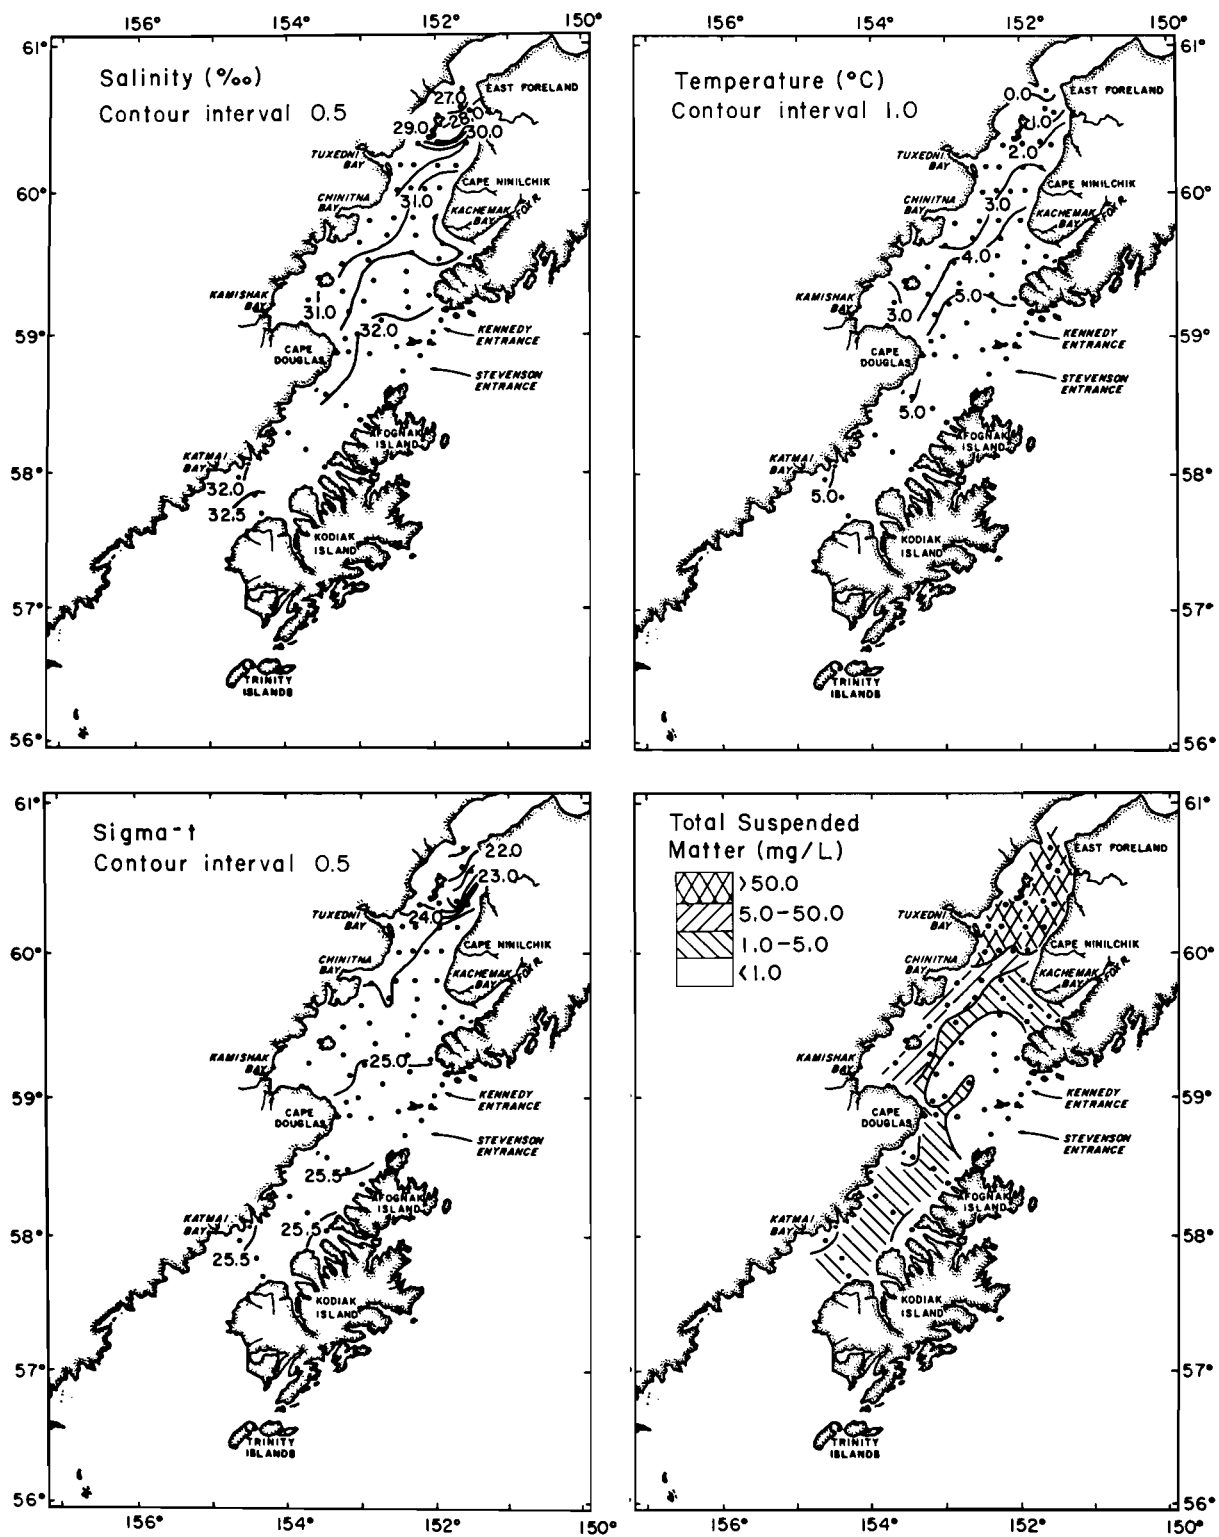 156° 154° 152° 150°
156° 154° 152° 150°
61°
Salinity (‰)
Contour interval 0.5
EAST FORELAND
27.0
28.0
29.0
30.0
TUXEDNI
BAY
60°
CAPE NINILCHIK
CHINITNA
BAY
31.0
KACHEMAK
BAY
FOX R.
KAMISHAK
BAY
31.0
32.0
KENNEDY
ENTRANCE
59°
CAPE
DOUGLAS
STEVENSON
ENTRANCE
AFOGNAK
ISLAND
KATMAI
BAY
58°
32.0
32.5
KODIAK
ISLAND
57°
TRINITY
ISLANDS
56°
61°
Temperature (°C)
Contour interval 1.0
EAST FORELAND
0.0
1.0
2.0
TUXEDNI
BAY
60°
CAPE NINILCHIK
CHINITNA
BAY
3.0
KACHEMAK
BAY
FOX R.
4.0
KAMISHAK
BAY
5.0
3.0
KENNEDY
ENTRANCE
59°
CAPE
DOUGLAS
STEVENSON
ENTRANCE
5.0
AFOGNAK
ISLAND
KATMAI
BAY
58°
5.0
KODIAK
ISLAND
57°
TRINITY
ISLANDS
56°
61°
Sigma-t
Contour interval 0.5
22.0
23.0
24.0
TUXEDNI
BAY
60°
CAPE NINILCHIK
CHINITNA
BAY
KACHEMAK
BAY
FOX R.
KAMISHAK
BAY
25.0
KENNEDY
ENTRANCE
59°
CAPE
DOUGLAS
STEVENSON
ENTRANCE
25.5
AFOGNAK
ISLAND
KATMAI
BAY
25.5
58°
25.5
KODIAK
ISLAND
57°
TRINITY
ISLANDS
56°
156° 154° 152° 150°
61°
Total Suspended
Matter (mg/L)
>50.0
5.0-50.0
1.0-5.0
<1.0
EAST FORELAND
TUXEDNI
BAY
60°
CAPE NINILCHIK
CHINITNA
BAY
KACHEMAK
BAY
FOX R.
KAMISHAK
BAY
KENNEDY
ENTRANCE
59°
CAPE
DOUGLAS
STEVENSON
ENTRANCE
AFOGNAK
ISLAND
KATMAI
BAY
58°
KODIAK
ISLAND
57°
TRINITY
ISLANDS
56°
156° 154° 152° 150°